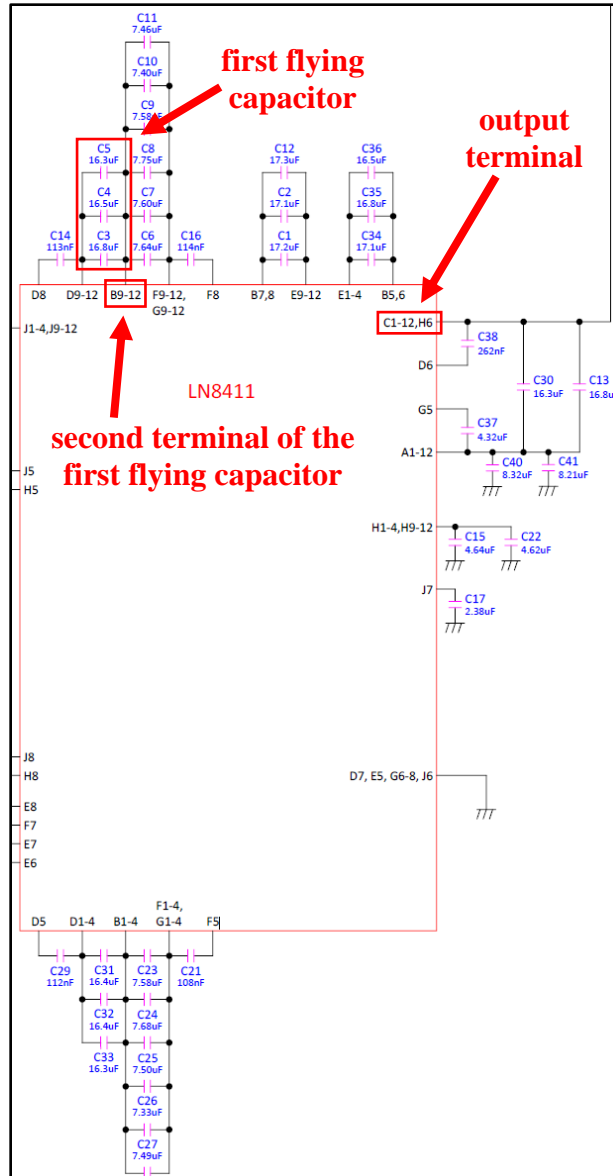 C11
7.46uF
C10
7.40uF
C9
first flying
capacitor
C5
16.3uF
C8
7.75uF
C12
17.3uF
C36
16.5uF
output
terminal
C4
16.5uF
C7
7.60uF
C2
17.1uF
C35
16.8uF
C14
113nF
C3
16.8uF
C6
7.64uF
C16
114nF
C1
17.2uF
C34
17.1uF
D8
D9-12
B9-12
F9-12,
G9-12
F8
B7,8
E9-12
E1-4
B5,6
J1-4,J9-12
C1-12,H6
C38
262nF
D6
C30
16.3uF
C13
16.8u
LN8411
G5
C37
4.32uF
second terminal of the
first flying capacitor
A1-12
C40
8.32uF
C41
8.21uF
J5
H5
H1-4,H9-12
C15
4.64uF
C22
4.62uF
J7
C17
2.38uF
J8
H8
D7, E5, G6-8, J6
E8
F7
E7
E6
D5
D1-4
B1-4
F1-4,
G1-4
F5
C29
112nF
C31
16.4uF
C23
7.58uF
C21
108nF
C32
16.4uF
C24
7.68uF
C33
16.3uF
C25
7.50uF
C26
7.33uF
C27
7.49uF